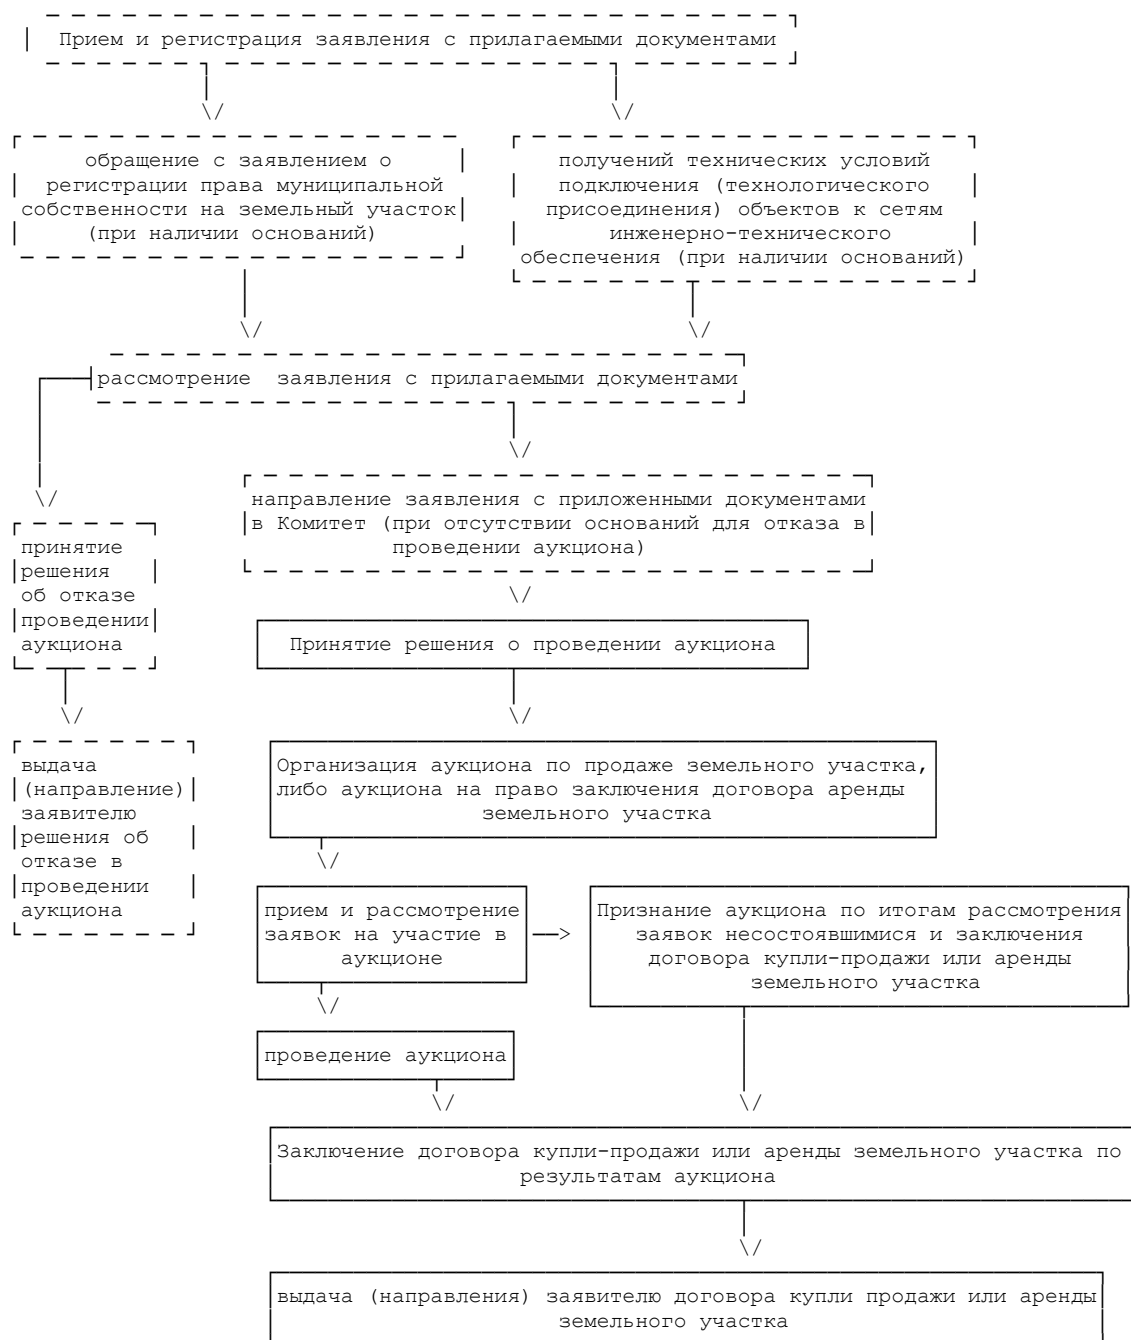 Прием и регистрация заявления с прилагаемыми документами
обращение с заявлением о
регистрации права муниципальной
собственности на земельный участок
(при наличии оснований)
получений технических условий
подключения (технологического
присоединения) объектов к сетям
инженерно-технического
обеспечения (при наличии оснований)
рассмотрение заявления с прилагаемыми документами
направление заявления с приложенными документами
в Комитет (при отсутствии оснований для отказа в
проведении аукциона)
принятие
решения
об отказе
проведении
аукциона
Принятие решения о проведении аукциона
выдача
(направление)
заявителю
решения об
отказе в
проведении
аукциона
Организация аукциона по продаже земельного участка,
либо аукциона на право заключения договора аренды
земельного участка
прием и рассмотрение
заявок на участие в
аукционе
Признание аукциона по итогам рассмотрения
заявок несостоявшимися и заключения
договора купли-продажи или аренды
земельного участка
проведение аукциона
Заключение договора купли-продажи или аренды земельного участка по
результатам аукциона
выдача (направления) заявителю договора купли продажи или аренды
земельного участка